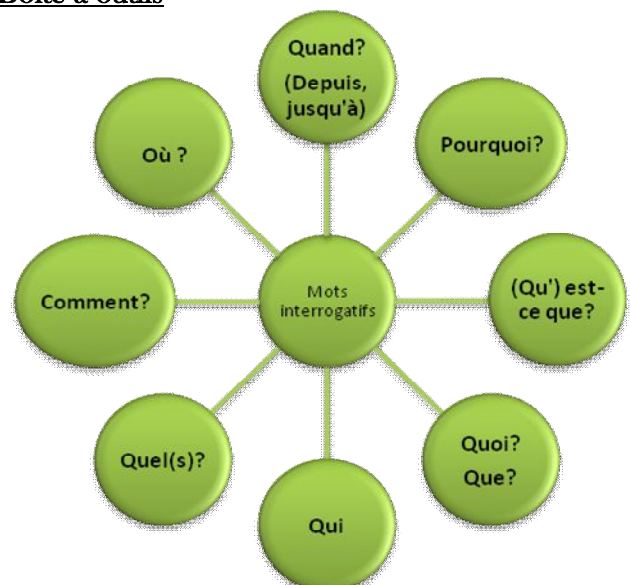 Boîte à outils
Quand?
(Depuis,
jusqu'à)
Pourquoi?
(Qu') est-
ce que?
Quoi?
Que?
Qui
Quel(s)?
Comment?
Où ?
Mots
interrogatifs